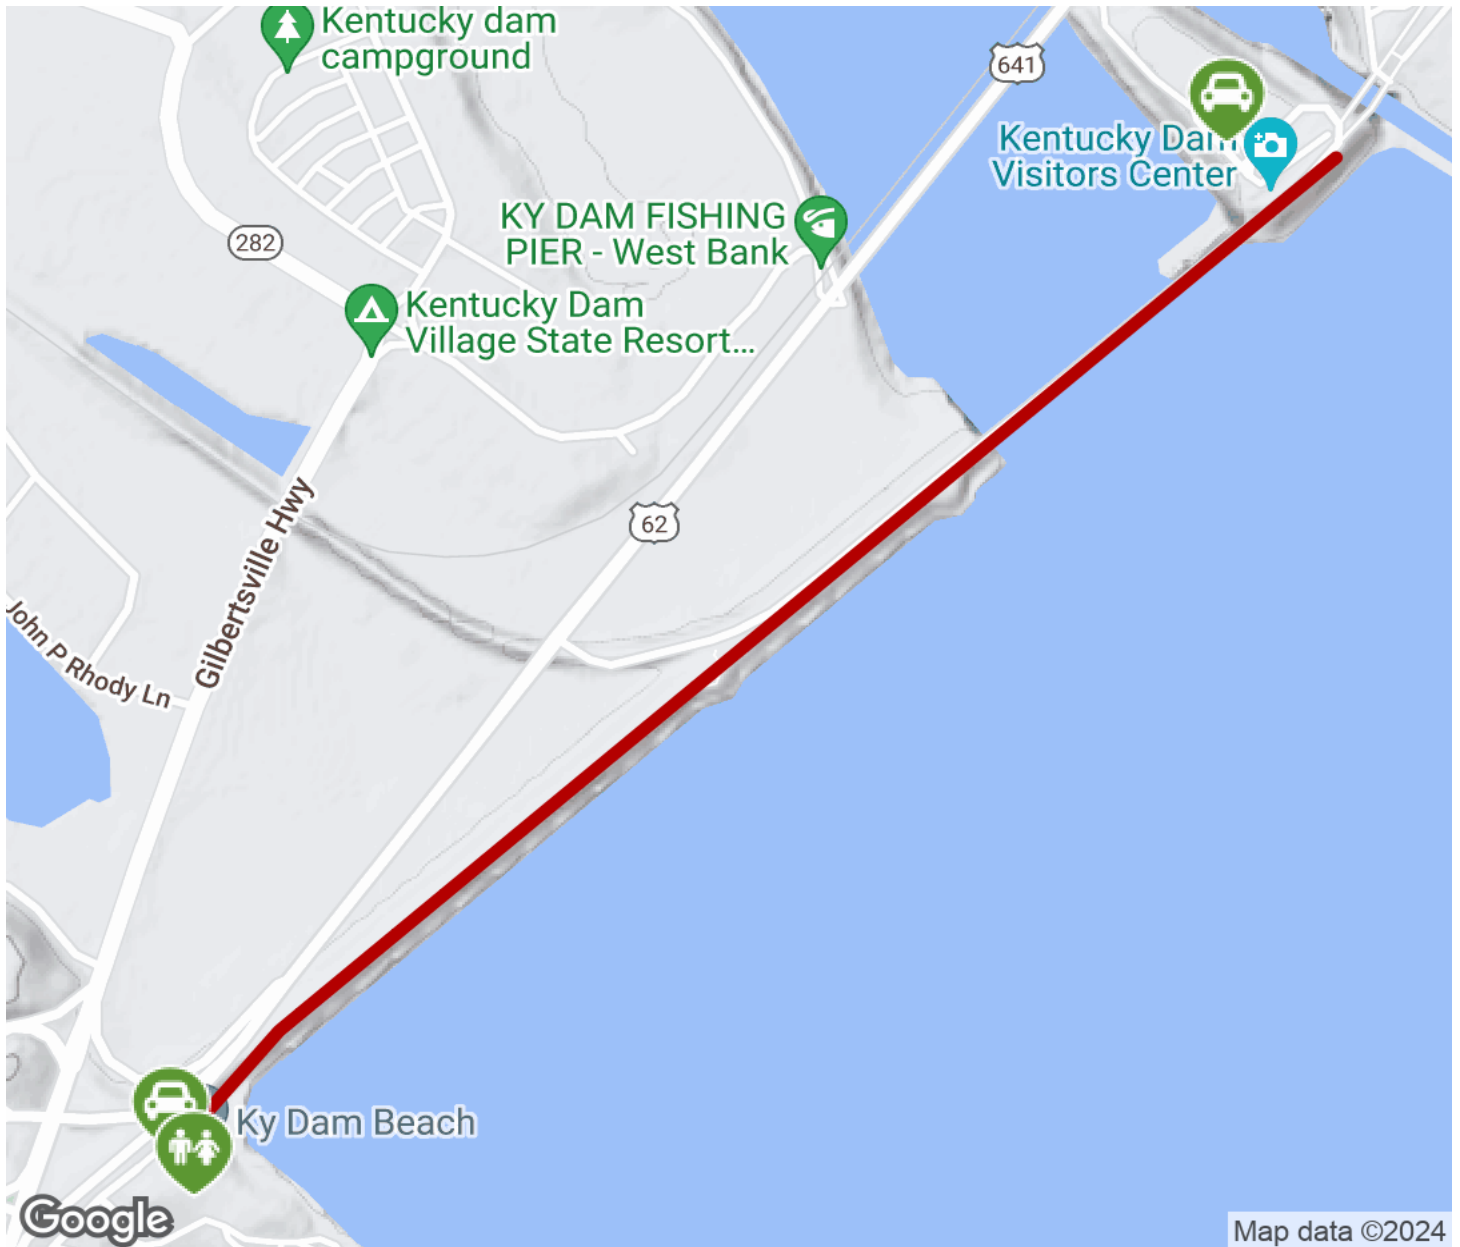 Kentucky dam
campground
641
Kentucky Dam
Visitors Center
KY DAM FISHING
PIER - West Bank
282
Kentucky Dam
Village State Resort...
62
Gilbertsville Hwy
John P Rhody Ln
Ky Dam Beach
Google
Map data ©2024